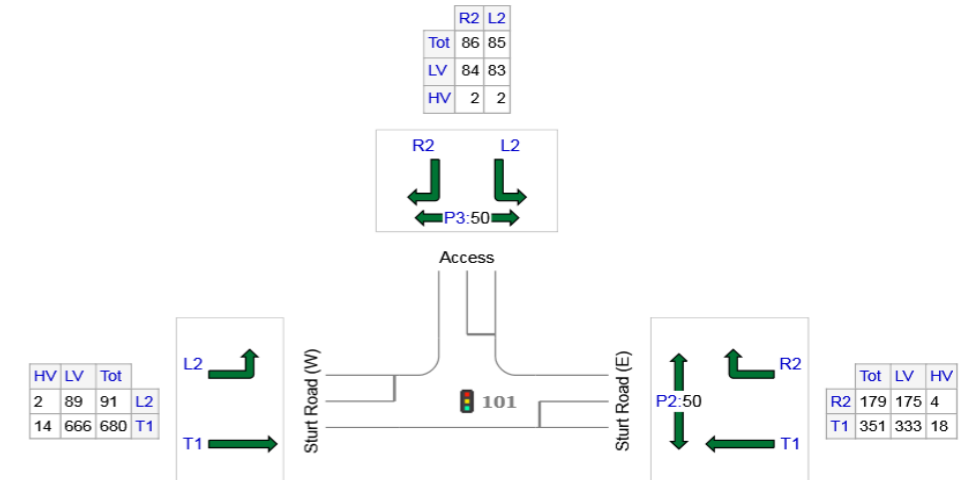 R2 L2
Tot 86 85
LV 84 83
HV 2 2
R2 L2
P3:50
Access
L2
T1
HV LV Tot
2 89 91 L2
14 666 680 T1
Sturt Road (W)
101
Sturt Road (E)
R2
P2:50
T1
Tot LV HV
R2 179 175 4
T1 351 333 18